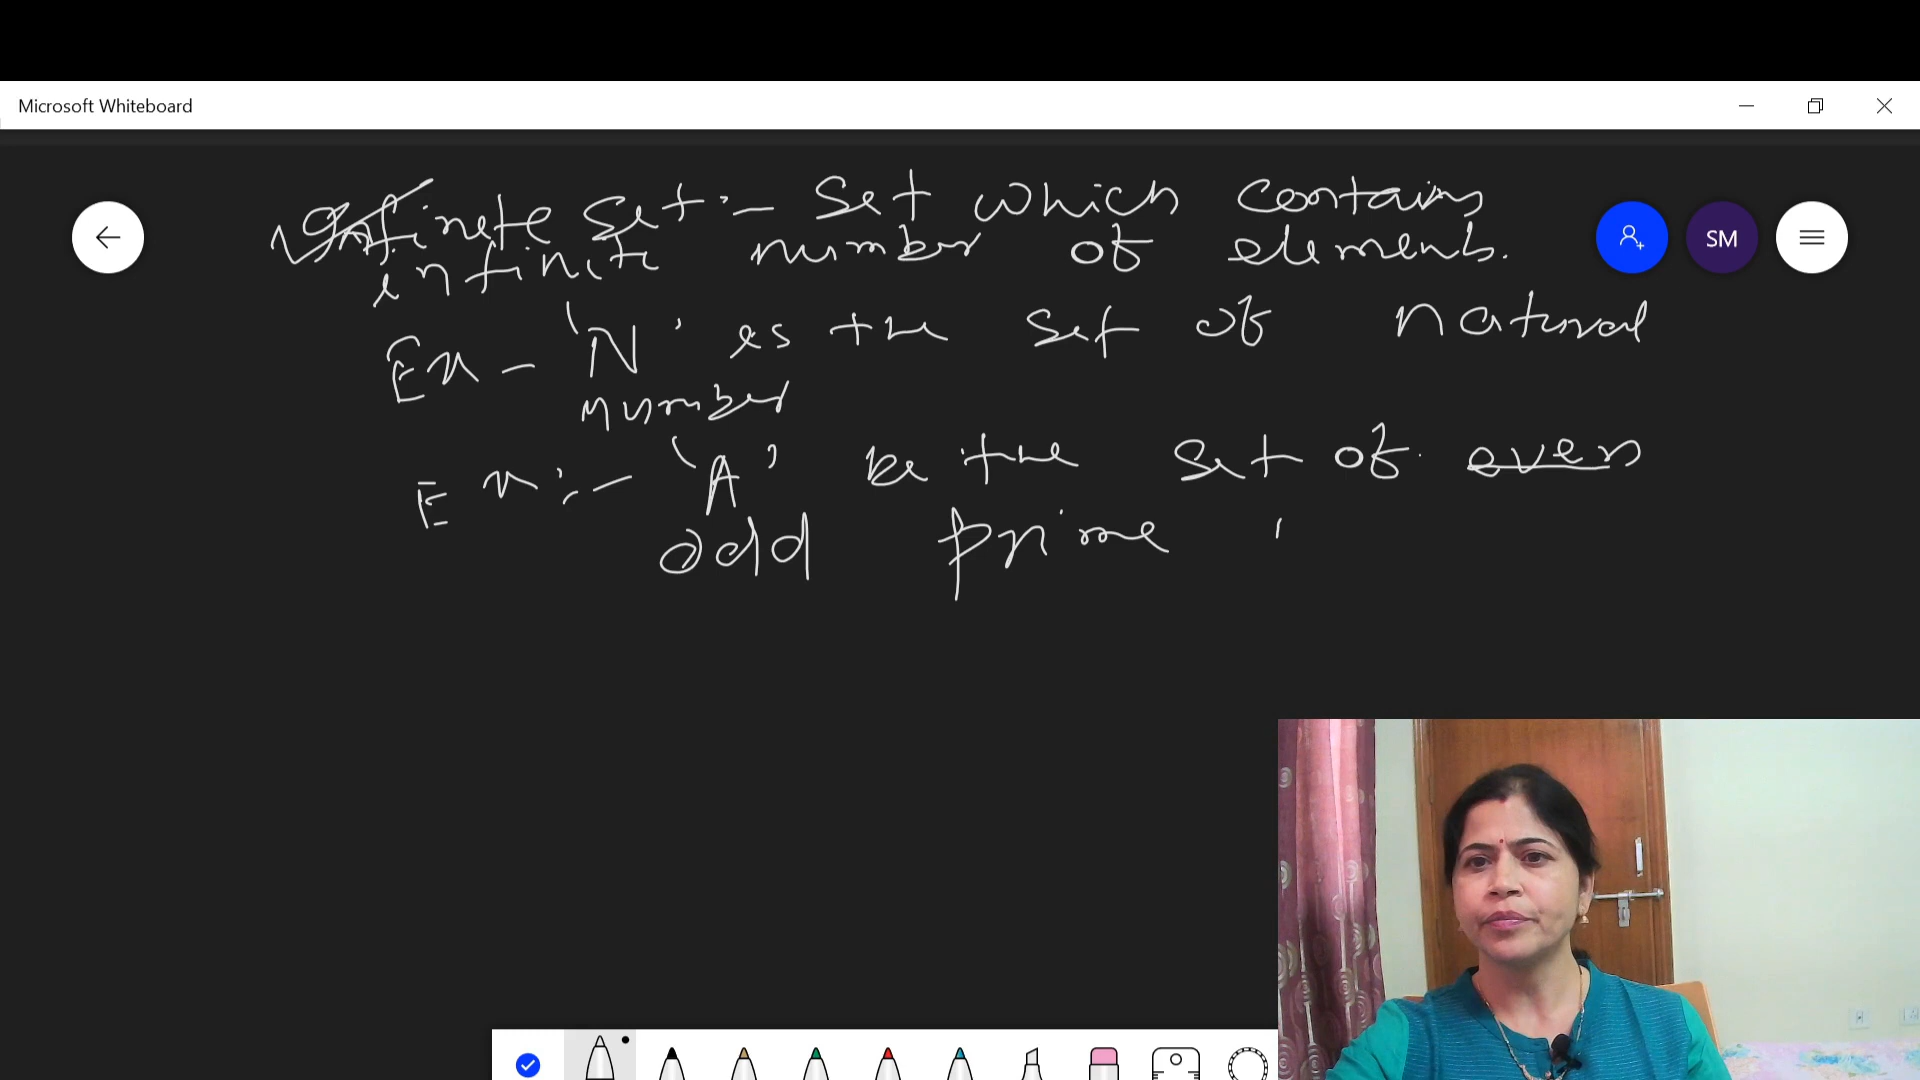 Microsoft Whiteboard
Infinete Set :- Set which contains
infinite number of elements.
SM
Ex - 'N' is the set of natural
number
Ex :- 'A' be the set of even
odd prime